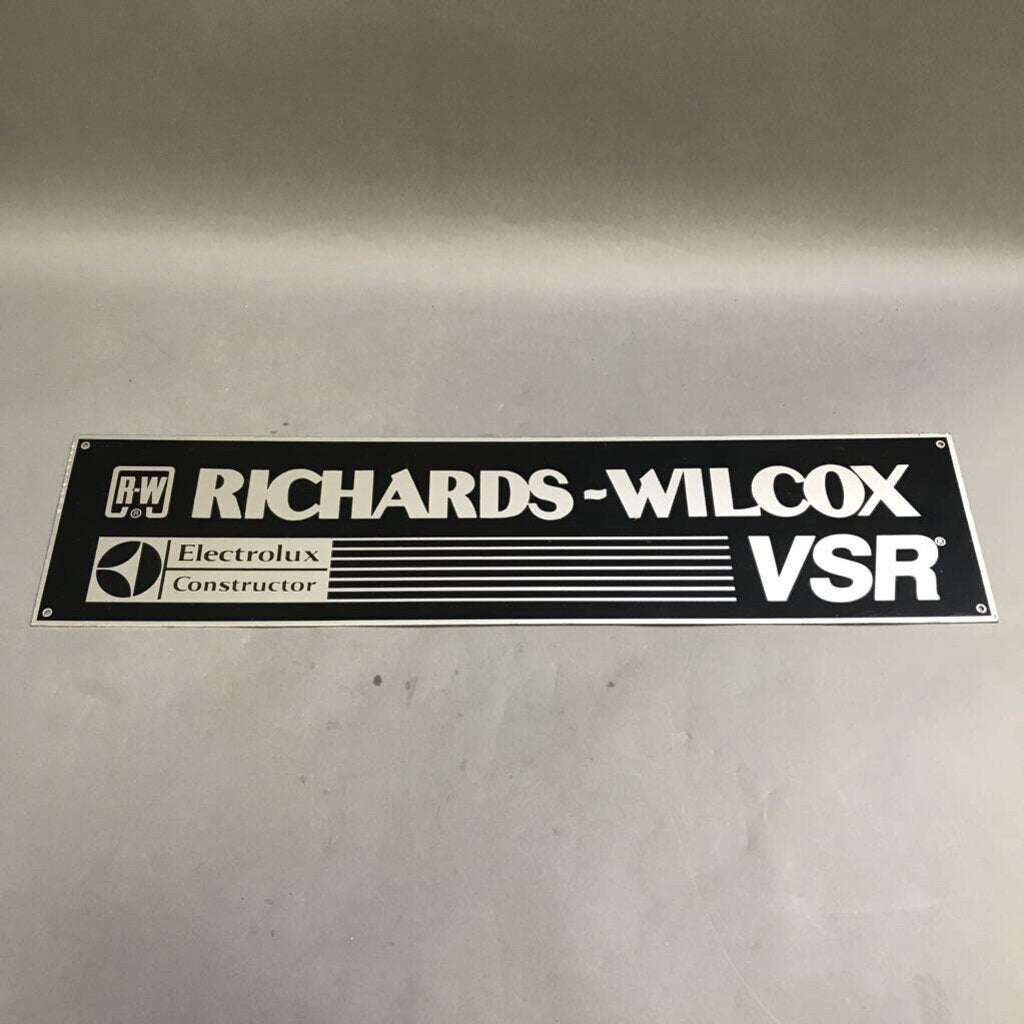 R-W ® RICHARDS ~ WILCOX
Electrolux
Constructor
VSR®